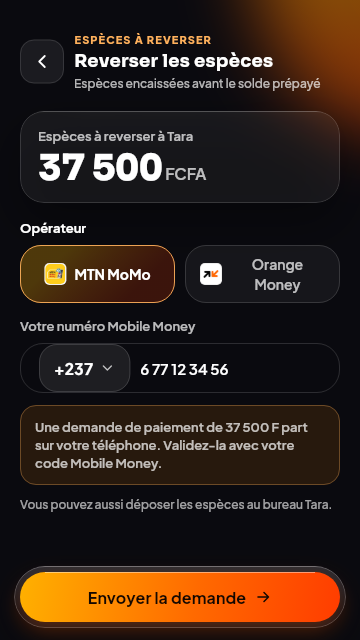 ESPÈCES À REVERSER
Reverser les espèces
Espèces encaissées avant le solde prépayé
Espèces à reverser à Tara
37 500 FCFA
Opérateur
MTN MoMo
Orange
Money
Votre numéro Mobile Money
+237 6 77 12 34 56
Une demande de paiement de 37 500 F part
sur votre téléphone. Validez-la avec votre
code Mobile Money.
Vous pouvez aussi déposer les espèces au bureau Tara.
Envoyer la demande →